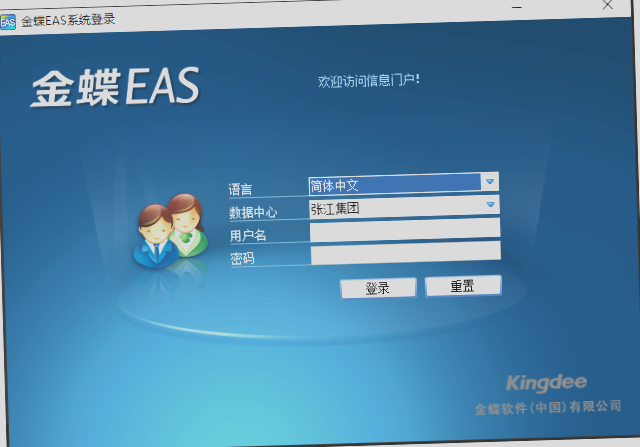 EAS 金蝶EAS系统登录
金蝶EAS
欢迎访问信息门户!
语言 简体中文
数据中心 张江集团
用户名
密码
登录 重置
Kingdee
金蝶软件(中国)有限公司